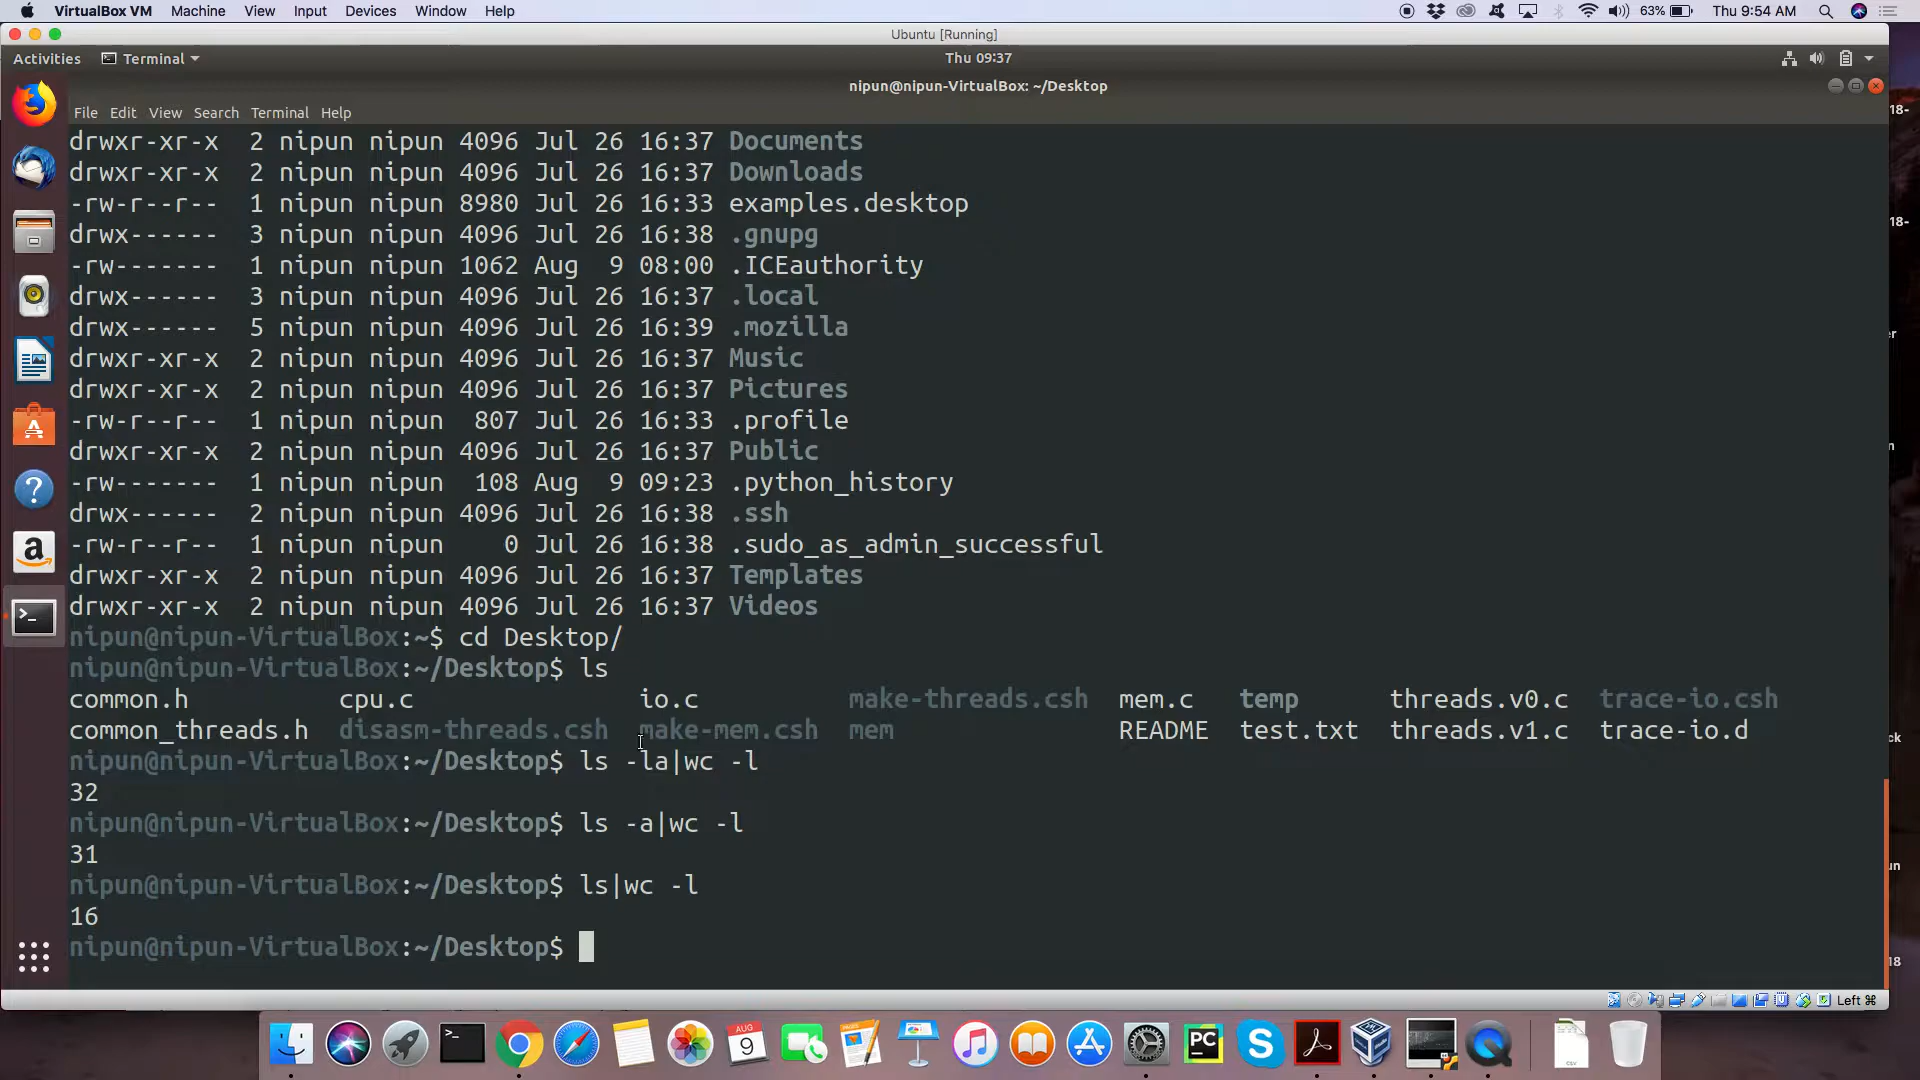 VirtualBox VM Machine View Input Devices Window Help 63% Thu 9:54 AM
Ubuntu [Running]
Activities Terminal Thu 09:37
nipun@nipun-VirtualBox: ~/Desktop
File Edit View Search Terminal Help
drwxr-xr-x 2 nipun nipun 4096 Jul 26 16:37 Documents
drwxr-xr-x 2 nipun nipun 4096 Jul 26 16:37 Downloads
-rw-r--r-- 1 nipun nipun 8980 Jul 26 16:33 examples.desktop
drwx------ 3 nipun nipun 4096 Jul 26 16:38 .gnupg
-rw------- 1 nipun nipun 1062 Aug 9 08:00 .ICEauthority
drwx------ 3 nipun nipun 4096 Jul 26 16:37 .local
drwx------ 5 nipun nipun 4096 Jul 26 16:39 .mozilla
drwxr-xr-x 2 nipun nipun 4096 Jul 26 16:37 Music
drwxr-xr-x 2 nipun nipun 4096 Jul 26 16:37 Pictures
-rw-r--r-- 1 nipun nipun 807 Jul 26 16:33 .profile
drwxr-xr-x 2 nipun nipun 4096 Jul 26 16:37 Public
-rw------- 1 nipun nipun 108 Aug 9 09:23 .python_history
drwx------ 2 nipun nipun 4096 Jul 26 16:38 .ssh
-rw-r--r-- 1 nipun nipun 0 Jul 26 16:38 .sudo_as_admin_successful
drwxr-xr-x 2 nipun nipun 4096 Jul 26 16:37 Templates
drwxr-xr-x 2 nipun nipun 4096 Jul 26 16:37 Videos
nipun@nipun-VirtualBox:~$ cd Desktop/
nipun@nipun-VirtualBox:~/Desktop$ ls
common.h cpu.c io.c make-threads.csh mem.c temp threads.v0.c trace-io.csh
common_threads.h disasm-threads.csh make-mem.csh mem README test.txt threads.v1.c trace-io.d
nipun@nipun-VirtualBox:~/Desktop$ ls -la|wc -l
32
nipun@nipun-VirtualBox:~/Desktop$ ls -a|wc -l
31
nipun@nipun-VirtualBox:~/Desktop$ ls|wc -l
16
nipun@nipun-VirtualBox:~/Desktop$
Left ⌘
AUG
9
PC